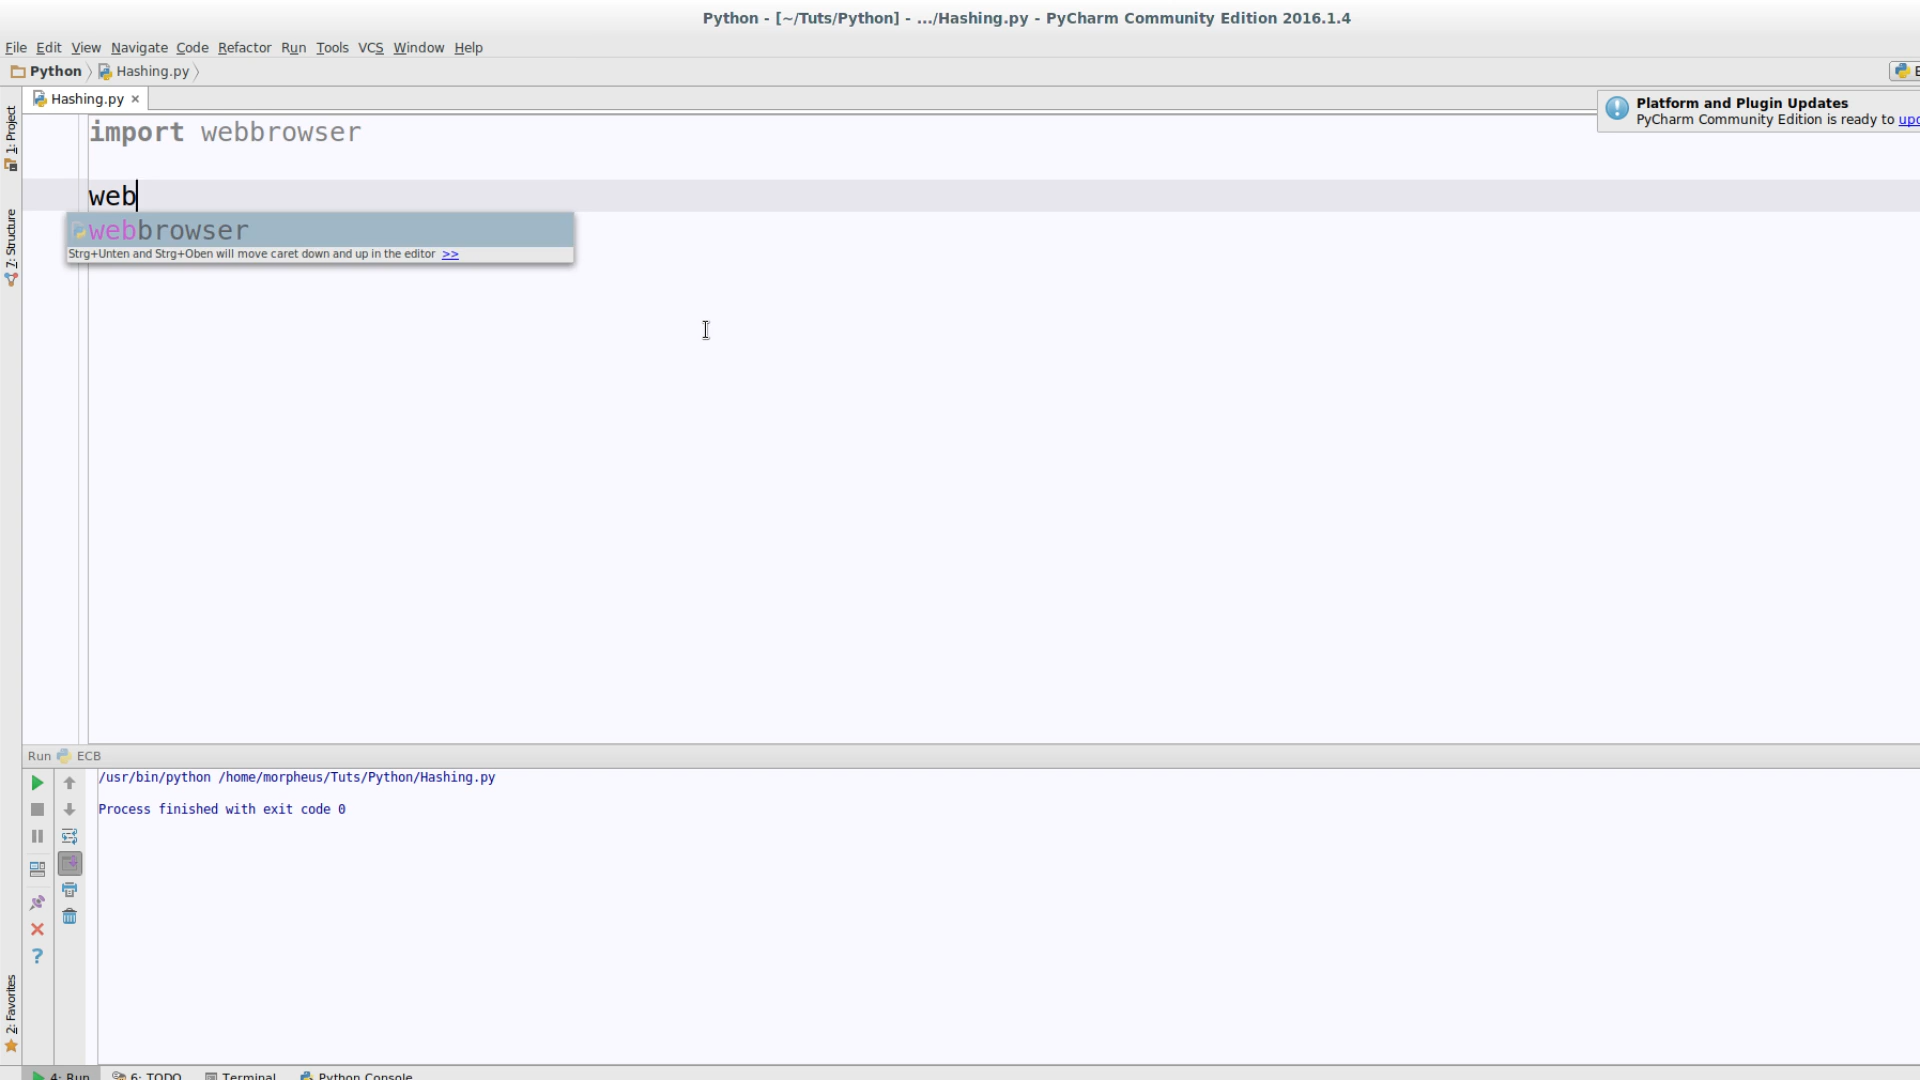 Python - [~/Tuts/Python] - .../Hashing.py - PyCharm Community Edition 2016.1.4
File Edit View Navigate Code Refactor Run Tools VCS Window Help
Python Hashing.py
Hashing.py
Platform and Plugin Updates
PyCharm Community Edition is ready to
1: Project
7: Structure
import webbrowser
web
webbrowser
Strg+Unten and Strg+Oben will move caret down and up in the editor >>
Run ECB
/usr/bin/python /home/morpheus/Tuts/Python/Hashing.py
Process finished with exit code 0
2: Favorites
4: Run 6: TODO Terminal Python Console